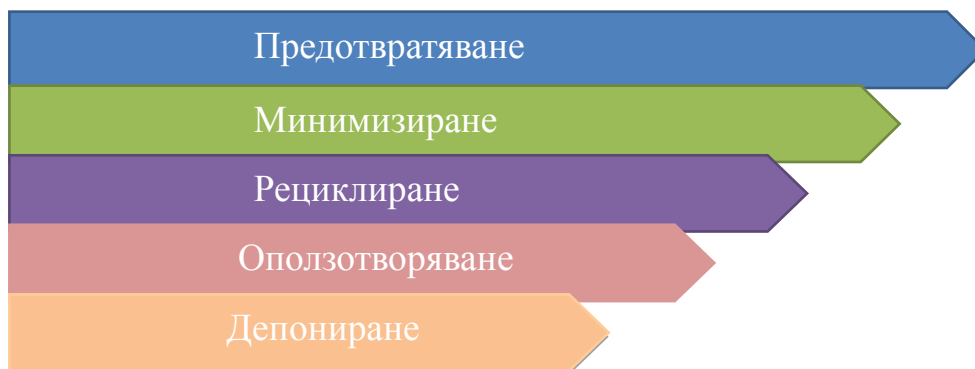 Предотвратяване
Минимизиране
Рециклиране
Оползотворяване
Депониране